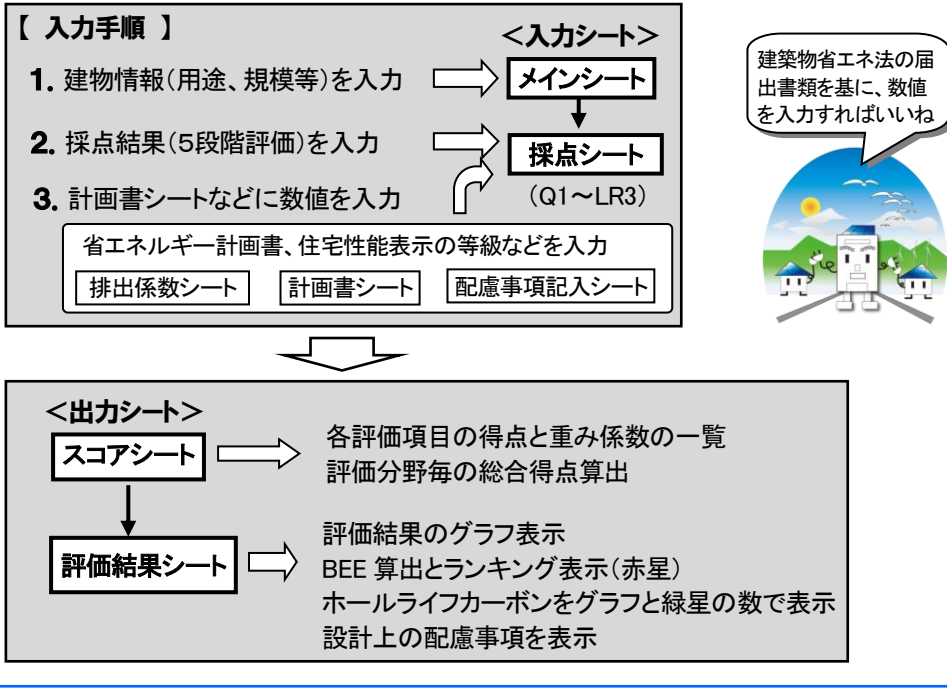 【 入力手順 】
＜入力シート＞
1. 建物情報（用途、規模等）を入力
メインシート
2. 採点結果（５段階評価）を入力
採点シート
3. 計画書シートなどに数値を入力
（Q1～LR3）
省エネルギー計画書、住宅性能表示の等級などを入力
排出係数シート
計画書シート
配慮事項記入シート
建築物省エネ法の届
出書類を基に、数値
を入力すればいいね
＜出力シート＞
スコアシート
各評価項目の得点と重み係数の一覧
評価分野毎の総合得点算出
評価結果シート
評価結果のグラフ表示
BEE 算出とランキング表示（赤星）
ホールライフカーボンをグラフと緑星の数で表示
設計上の配慮事項を表示